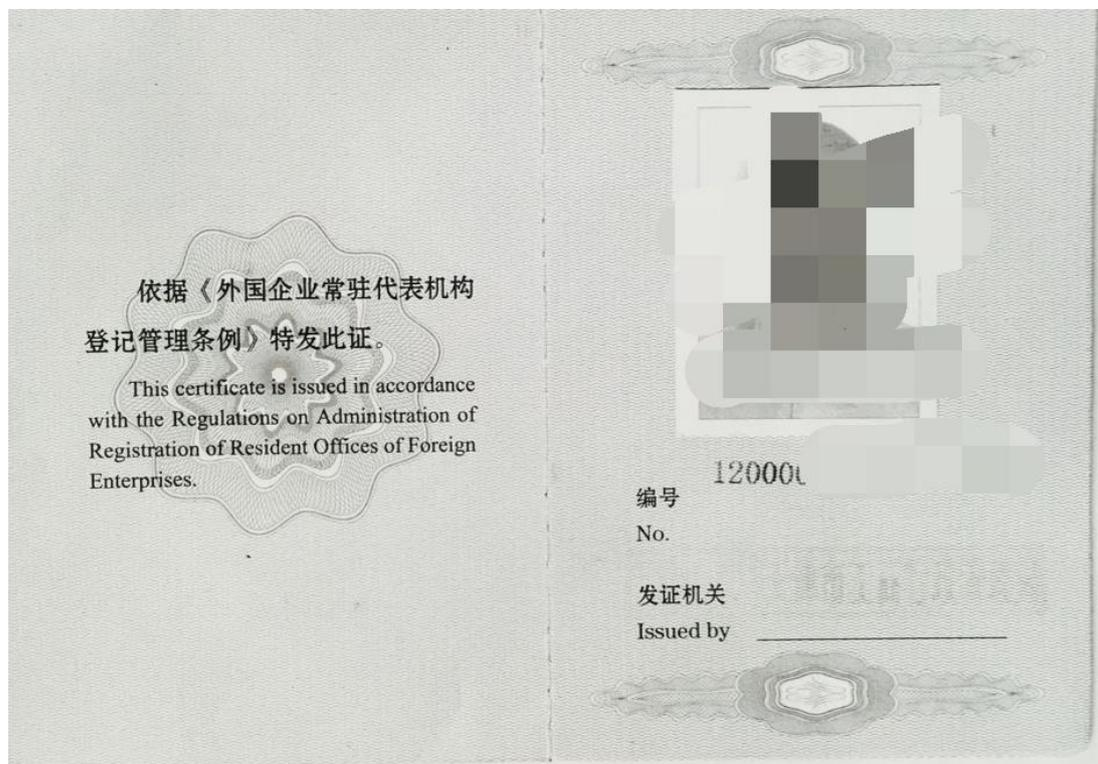 依据《外国企业常驻代表机构
登记管理条例》特发此证。
This certificate is issued in accordance
with the Regulations on Administration of
Registration of Resident Offices of Foreign
Enterprises.
120000
编号
No.
发证机关
Issued by